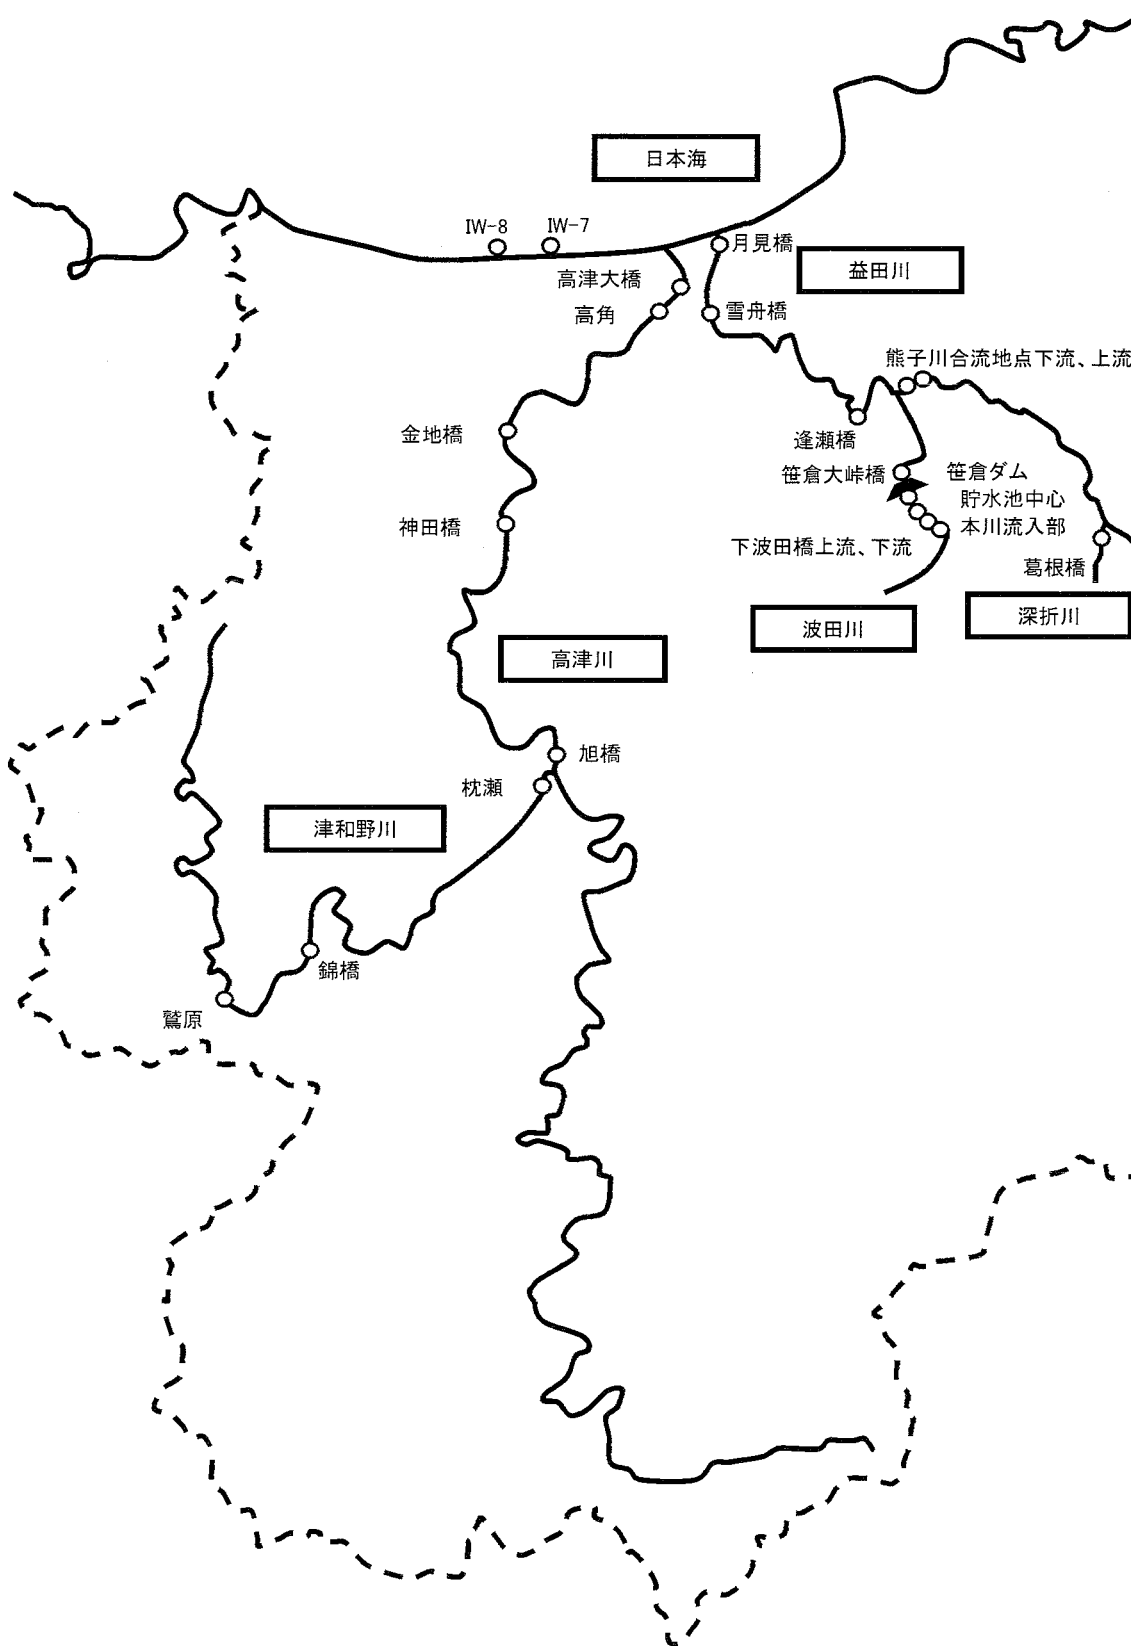 日本海
IW-8
IW-7
月見橋
益田川
高津大橋
高角
雪舟橋
熊子川合流地点下流、上流
金地橋
逢瀬橋
笹倉大峠橋
笹倉ダム
貯水池中心
本川流入部
神田橋
下波田橋上流、下流
葛根橋
波田川
深折川
高津川
旭橋
枕瀬
津和野川
錦橋
鷲原